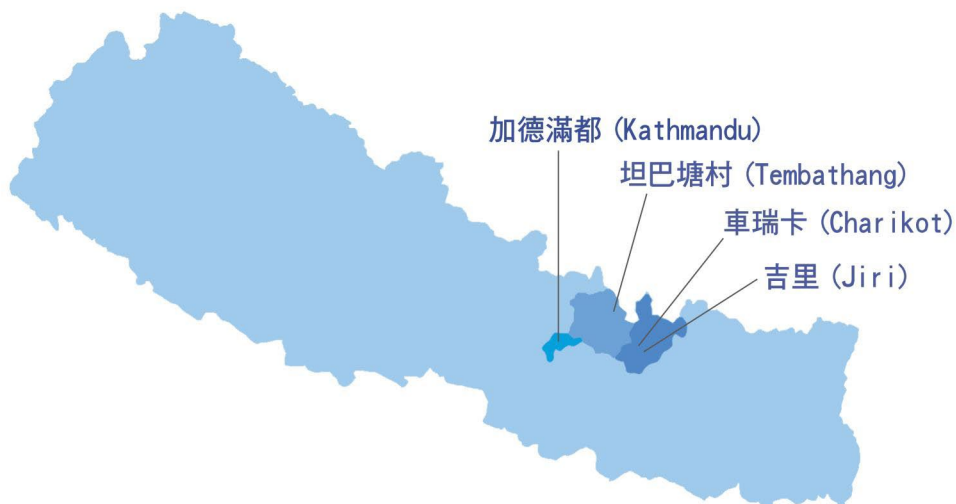 加德滿都 (Kathmandu)
坦巴塘村 (Tembathang)
車瑞卡 (Charikot)
吉里 (Jiri)